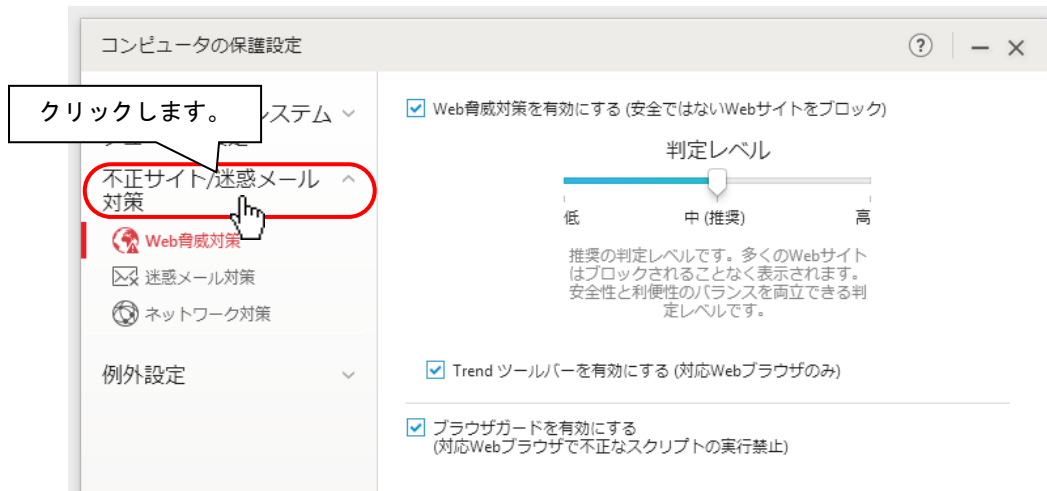 コンピュータの保護設定
?
クリックします。
ステム
Web脅威対策を有効にする (安全ではないWebサイトをブロック)
判定レベル
低
中 (推奨)
高
推奨の判定レベルです。多くのWebサイト
はブロックされることなく表示されます。
安全性と利便性のバランスを両立できる判
定レベルです。
不正サイト/迷惑メール
対策
Web脅威対策
迷惑メール対策
ネットワーク対策
例外設定
Trend ツールバーを有効にする (対応Webブラウザのみ)
ブラウザガードを有効にする
(対応Webブラウザで不正なスクリプトの実行禁止)